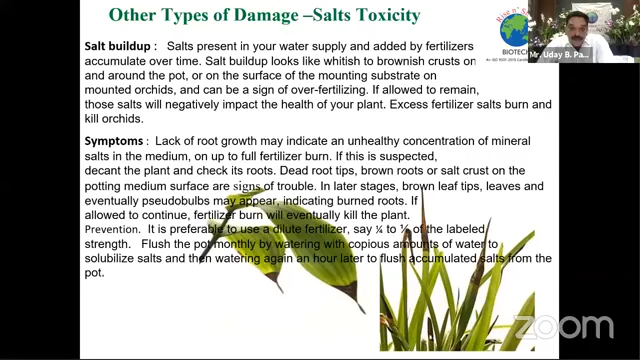 Other Types of Damage –Salts Toxicity
Salt buildup : Salts present in your water supply and added by fertilizers
accumulate over time. Salt buildup looks like whitish to brownish crusts on
and around the pot, or on the surface of the mounting substrate on
mounted orchids, and can be a sign of over-fertilizing. If allowed to remain,
those salts will negatively impact the health of your plant. Excess fertilizer salts burn and
kill orchids.
Symptoms : Lack of root growth may indicate an unhealthy concentration of mineral
salts in the medium, on up to full fertilizer burn. If this is suspected,
decant the plant and check its roots. Dead root tips, brown roots or salt crust on the
potting medium surface are signs of trouble. In later stages, brown leaf tips, leaves and
eventually pseudobulbs may appear, indicating burned roots. If
allowed to continue, fertilizer burn will eventually kill the plant.
Prevention. It is preferable to use a dilute fertilizer, say ¼ to ½ of the labeled
strength. Flush the pot monthly by watering with copious amounts of water to
solubilize salts and then watering again an hour later to flush accumulated salts from the
pot.
BIOTECH
Mr. Uday B. Pa...
zoom